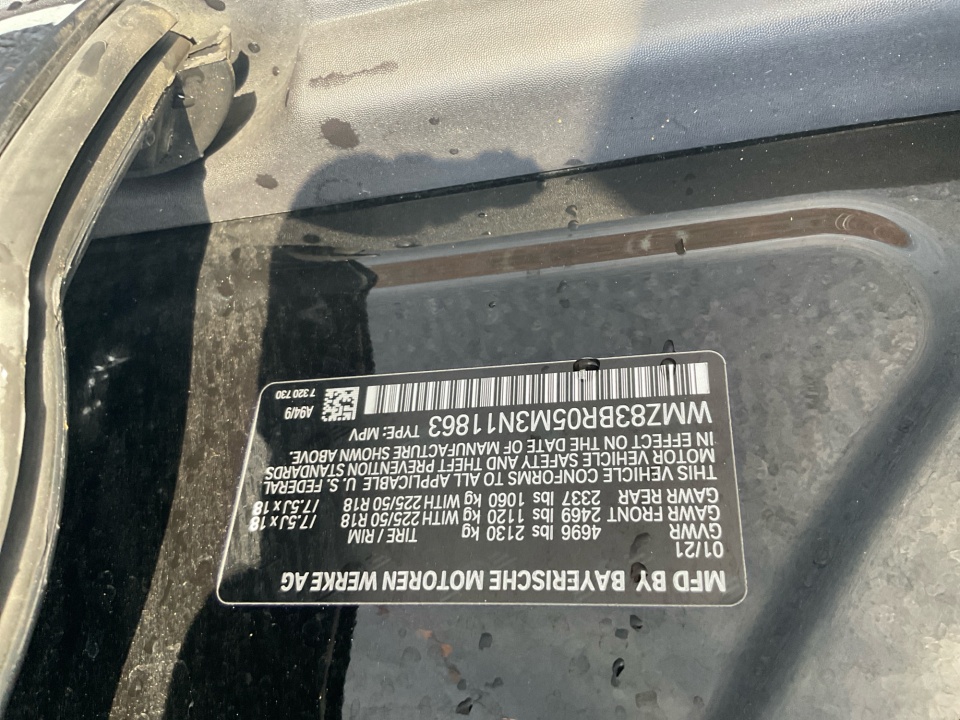 MFD BY BAYERISCHE MOTOREN WERKE AG
01/21
GVWR 4696 lbs 2130 kg TIRE / RIM
GAWR FRONT 2469 lbs 1120 kg WITH 225/50 R18 /7.5J x 18
GAWR REAR 2337 lbs 1060 kg WITH 225/50 R18 /7.5J x 18
THIS VEHICLE CONFORMS TO ALL APPLICABLE U.S. FEDERAL
MOTOR VEHICLE SAFETY AND THEFT PREVENTION STANDARDS
IN EFFECT ON THE DATE OF MANUFACTURE SHOWN ABOVE.
WMZ83BR05M3N11863 TYPE: MPV
A94/9
7 320 730